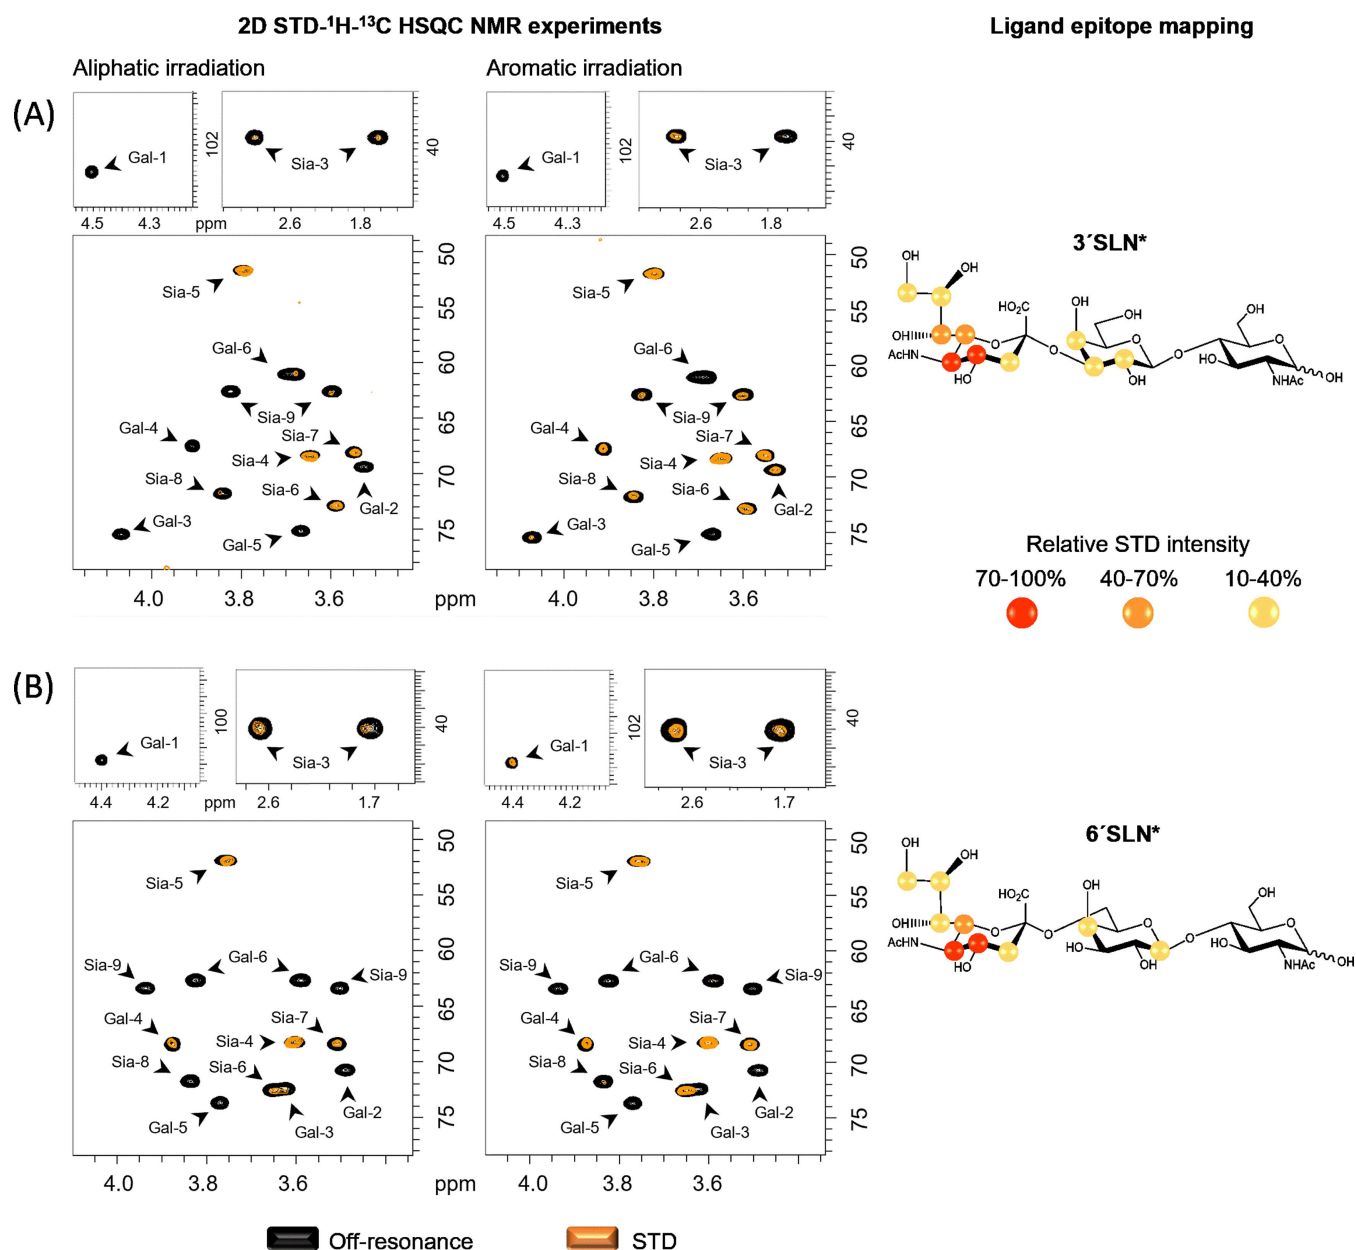 2D STD-¹H-¹³C HSQC NMR experiments
Ligand epitope mapping
Aliphatic irradiation
Aromatic irradiation
(A)
Gal-1
102
4.5
4.3
ppm
Sia-3
40
2.6
1.8
Gal-1
102
4.5
4.3
Sia-3
40
2.6
1.8
Sia-5
Gal-6
Sia-9
Gal-4
Sia-7
Sia-4
Sia-8
Sia-6
Gal-2
Gal-3
Gal-5
50
55
60
65
70
75
4.0
3.8
3.6
ppm
Sia-5
Gal-6
Sia-9
Gal-4
Sia-7
Sia-4
Sia-8
Sia-6
Gal-2
Gal-3
Gal-5
50
55
60
65
70
75
4.0
3.8
3.6
3´SLN*
OH
OH
OH
AcHN
HO
HO₂C
O
O
OH
OH
O
OH
O
OH
O
HO
NHAc
OH
Relative STD intensity
70-100%
40-70%
10-40%
(B)
Gal-1
100
4.4
4.2
ppm
Sia-3
40
2.6
1.7
Gal-1
102
4.4
4.2
Sia-3
40
2.6
1.7
Sia-5
Sia-9
Gal-6
Sia-9
Gal-4
Sia-7
Sia-4
Sia-8
Sia-6
Gal-2
Gal-5
Gal-3
50
55
60
65
70
75
4.0
3.6
ppm
Sia-5
Sia-9
Gal-6
Sia-9
Gal-4
Sia-7
Sia-4
Sia-8
Sia-6
Gal-2
Gal-5
Gal-3
50
55
60
65
70
75
4.0
3.6
6´SLN*
OH
OH
OH
AcHN
HO
HO₂C
O
O
OH
HO
O
OH
O
OH
O
HO
NHAc
OH
Off-resonance
STD